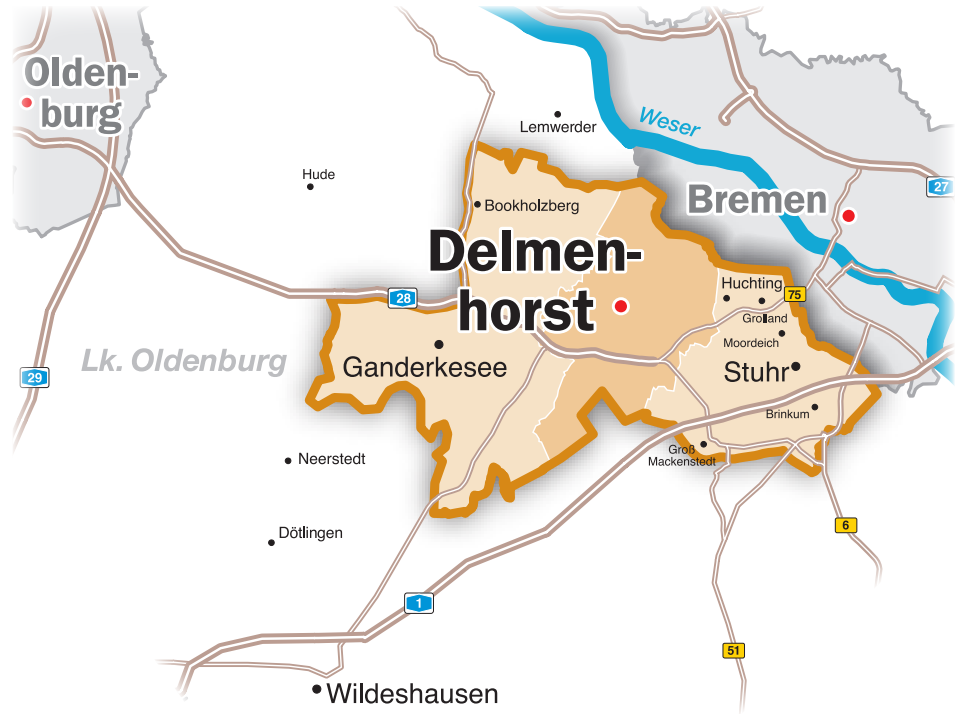 Olden-
burg
Lemwerder
Weser
Hude
27
Bremen
Bookholzberg
Delmen-
horst
Huchting
75
28
Grolland
Moordeich
Lk. Oldenburg
Ganderkesee
Stuhr
29
Brinkum
Groß
Mackenstedt
Neerstedt
6
Dötlingen
1
51
Wildeshausen